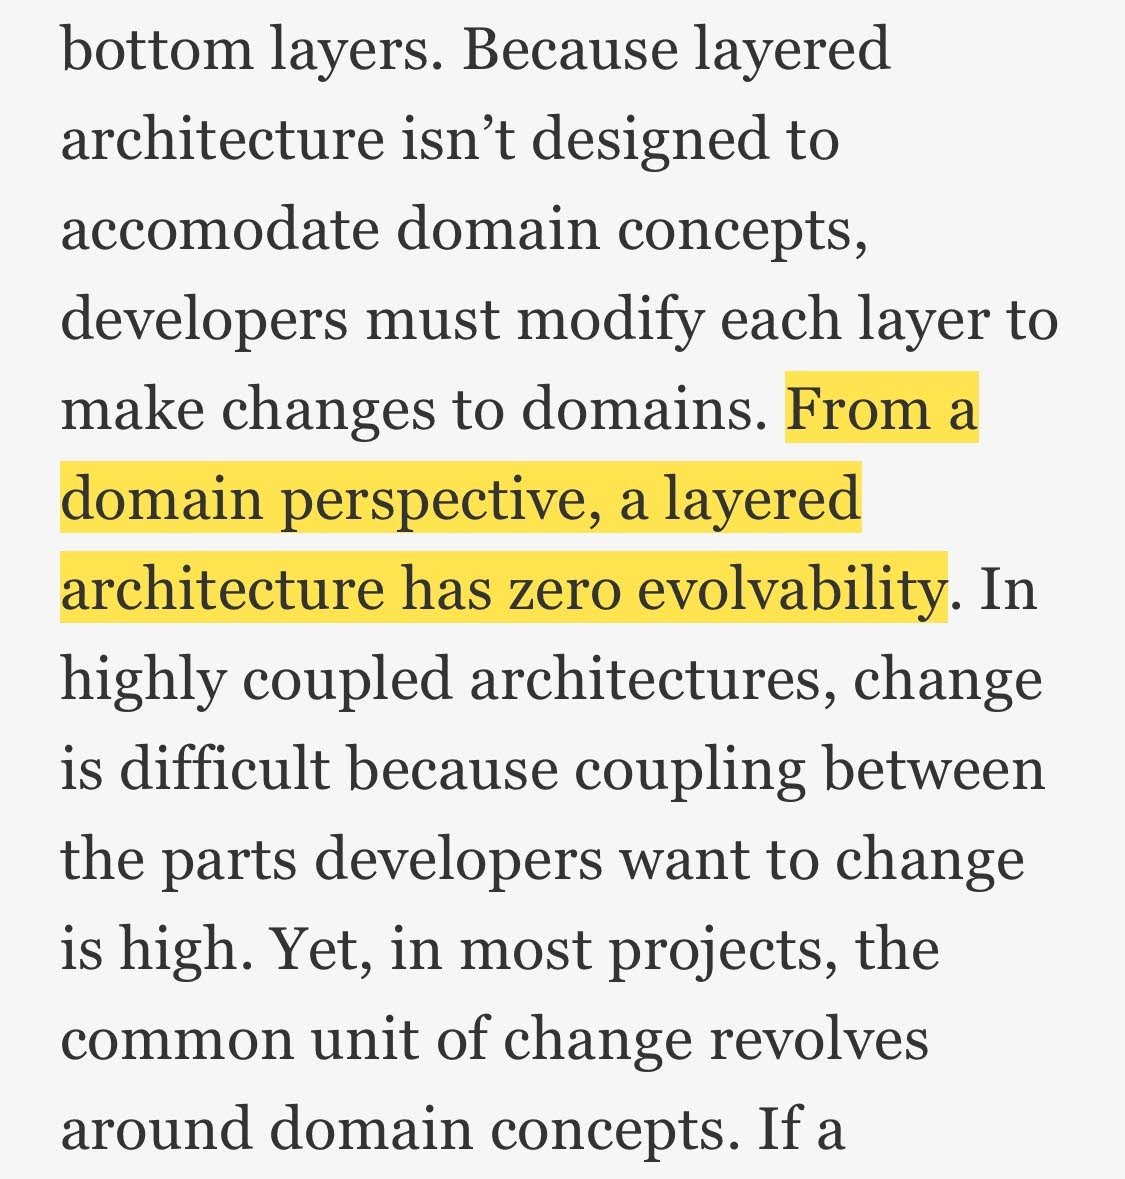 bottom layers. Because layered
architecture isn’t designed to
accomodate domain concepts,
developers must modify each layer to
make changes to domains. From a
domain perspective, a layered
architecture has zero evolvability. In
highly coupled architectures, change
is difficult because coupling between
the parts developers want to change
is high. Yet, in most projects, the
common unit of change revolves
around domain concepts. If a